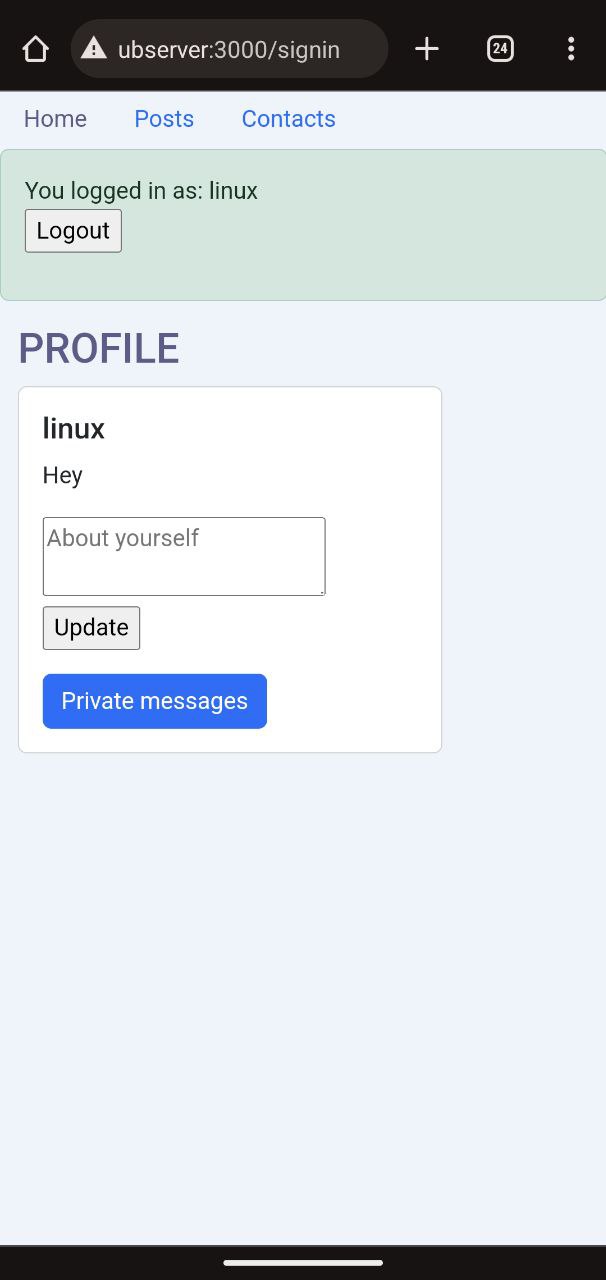 ubserver:3000/signin 24
Home Posts Contacts
You logged in as: linux
Logout
PROFILE
linux
Hey
About yourself
Update
Private messages